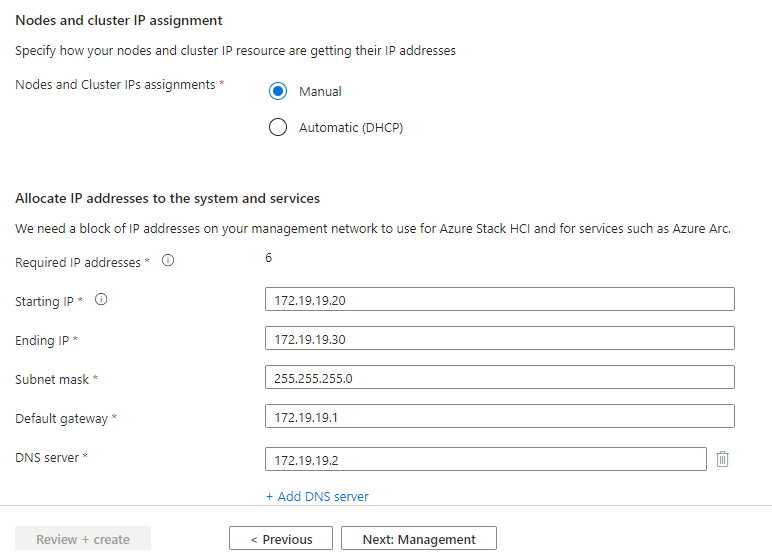 Nodes and cluster IP assignment
Specify how your nodes and cluster IP resource are getting their IP addresses
Nodes and Cluster IPs assignments *
Manual
Automatic (DHCP)
Allocate IP addresses to the system and services
We need a block of IP addresses on your management network to use for Azure Stack HCI and for services such as Azure Arc.
Required IP addresses * 6
Starting IP * 172.19.19.20
Ending IP * 172.19.19.30
Subnet mask * 255.255.255.0
Default gateway * 172.19.19.1
DNS server * 172.19.19.2
+ Add DNS server
Review + create < Previous Next: Management